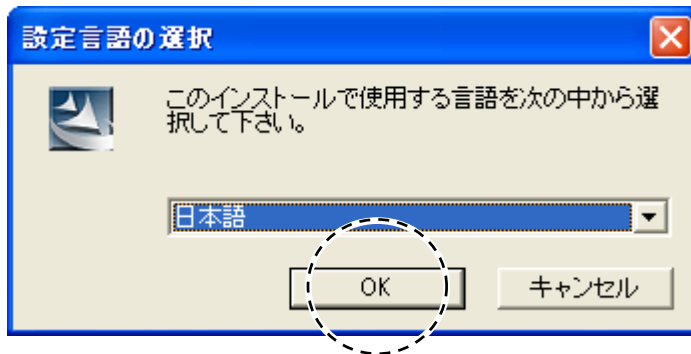 設定言語の選択
このインストールで使用する言語を次の中から選
択して下さい。
日本語
OK
キャンセル